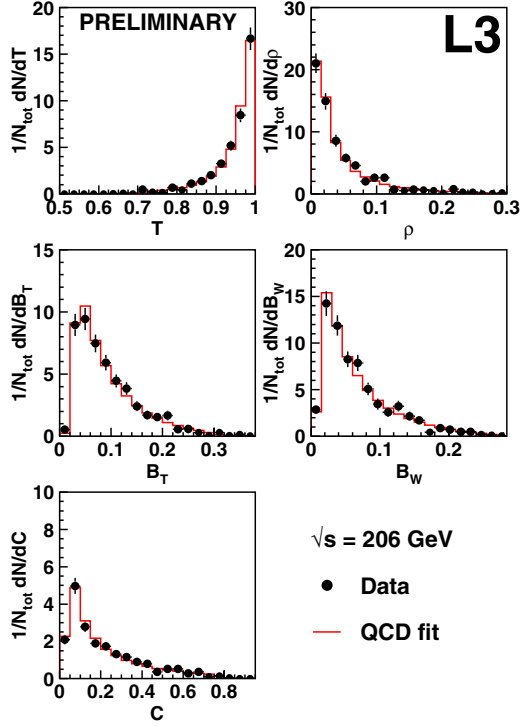 PRELIMINARY
L3
20
15
10
5
0
0.5 0.6 0.7 0.8 0.9 1
T
1/N_tot dN/dT
30
20
10
0
0 0.1 0.2 0.3
ρ
1/N_tot dN/dρ
15
10
5
0
0 0.1 0.2 0.3
B_T
1/N_tot dN/dB_T
20
15
10
5
0
0 0.1 0.2
B_W
1/N_tot dN/dB_W
10
8
6
4
2
0
0 0.2 0.4 0.6 0.8
C
1/N_tot dN/dC
√s = 206 GeV
Data
QCD fit